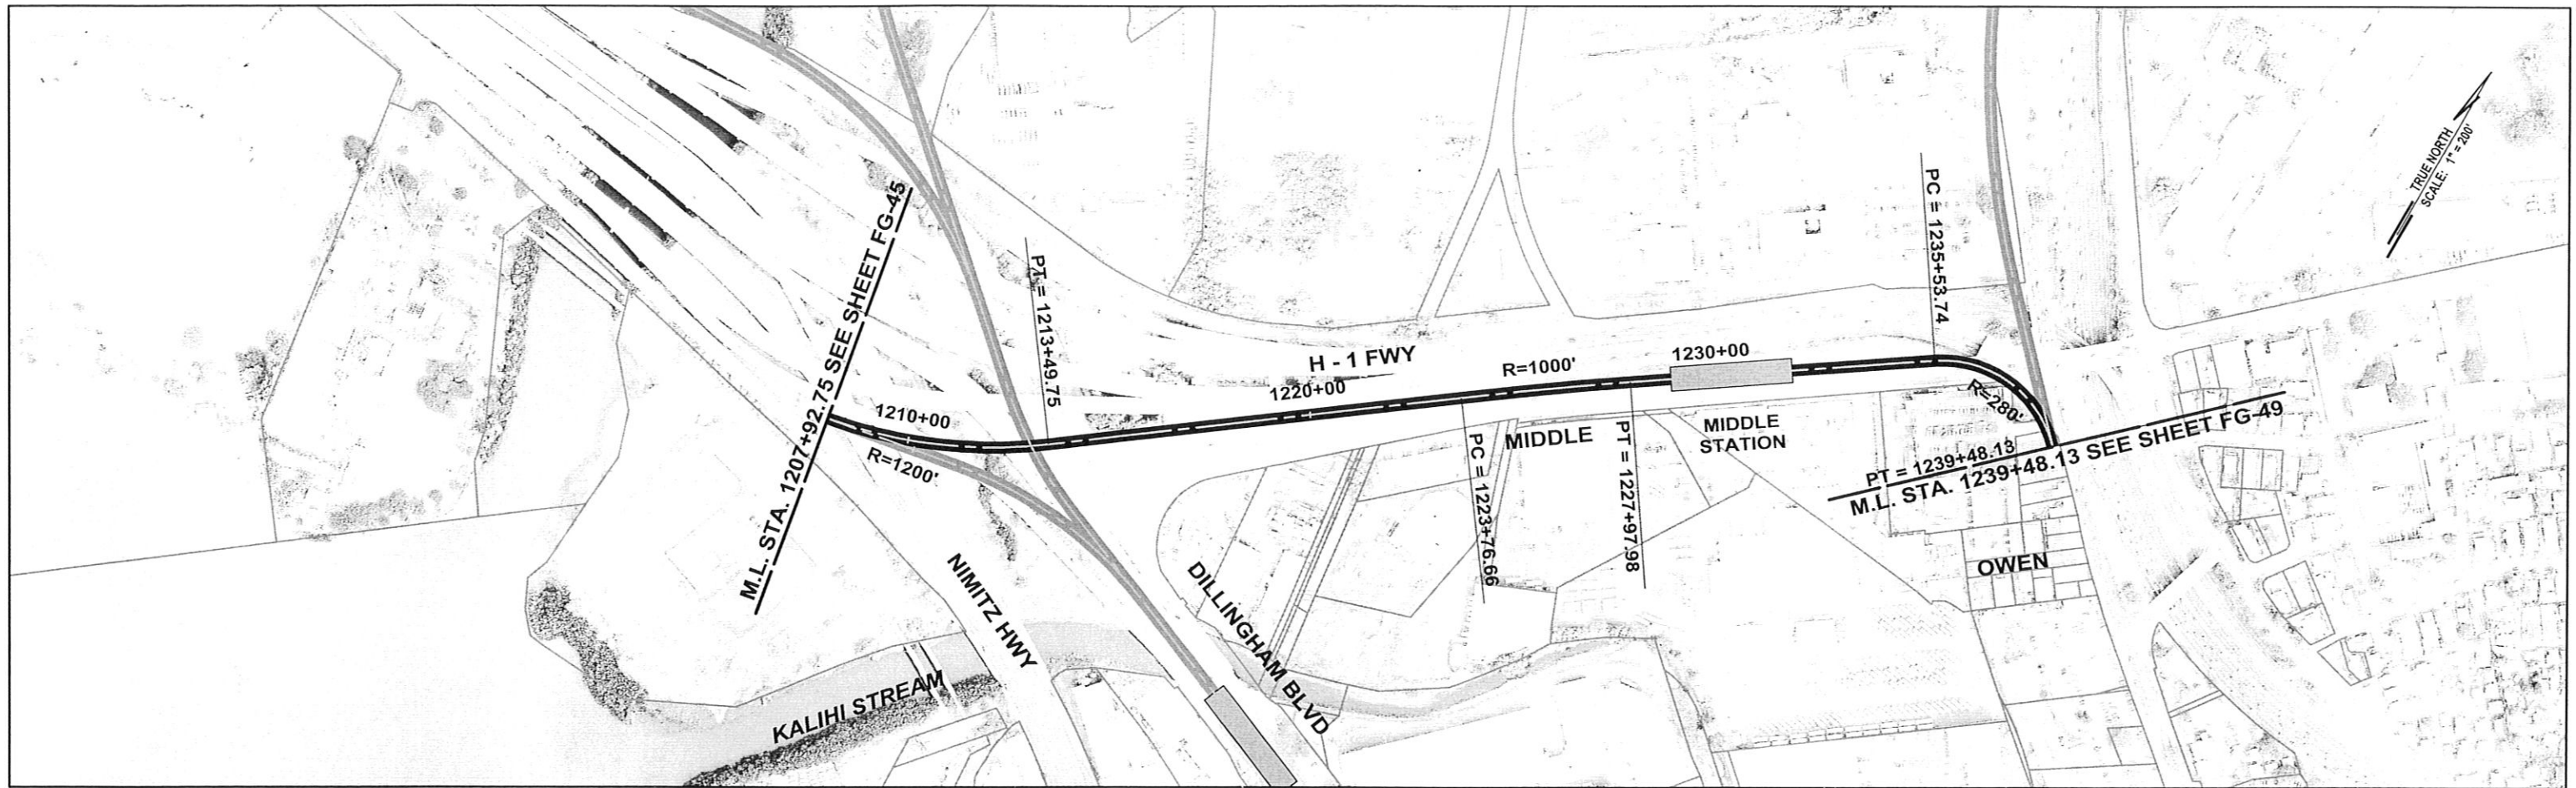 TRUE NORTH
SCALE: 1" = 200'
M.L. STA. 1207+92.75 SEE SHEET FG-45
PT = 1213+49.75
PC = 1235+53.74
H - 1 FWY
R=1000'
1230+00
1220+00
1210+00
R=1200'
R=280'
MIDDLE
MIDDLE
STATION
PC = 1223+76.66
PT = 1227+97.98
PT = 1239+48.13
M.L. STA. 1239+48.13 SEE SHEET FG-49
NIMITZ HWY
DILLINGHAM BLVD
OWEN
KALIHI STREAM